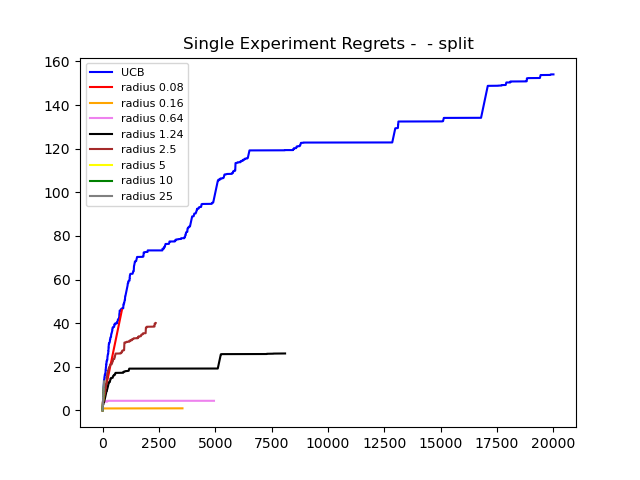 Single Experiment Regrets -  - split
160
140
120
100
80
60
40
20
0
UCB
radius 0.08
radius 0.16
radius 0.64
radius 1.24
radius 2.5
radius 5
radius 10
radius 25
0 2500 5000 7500 10000 12500 15000 17500 20000